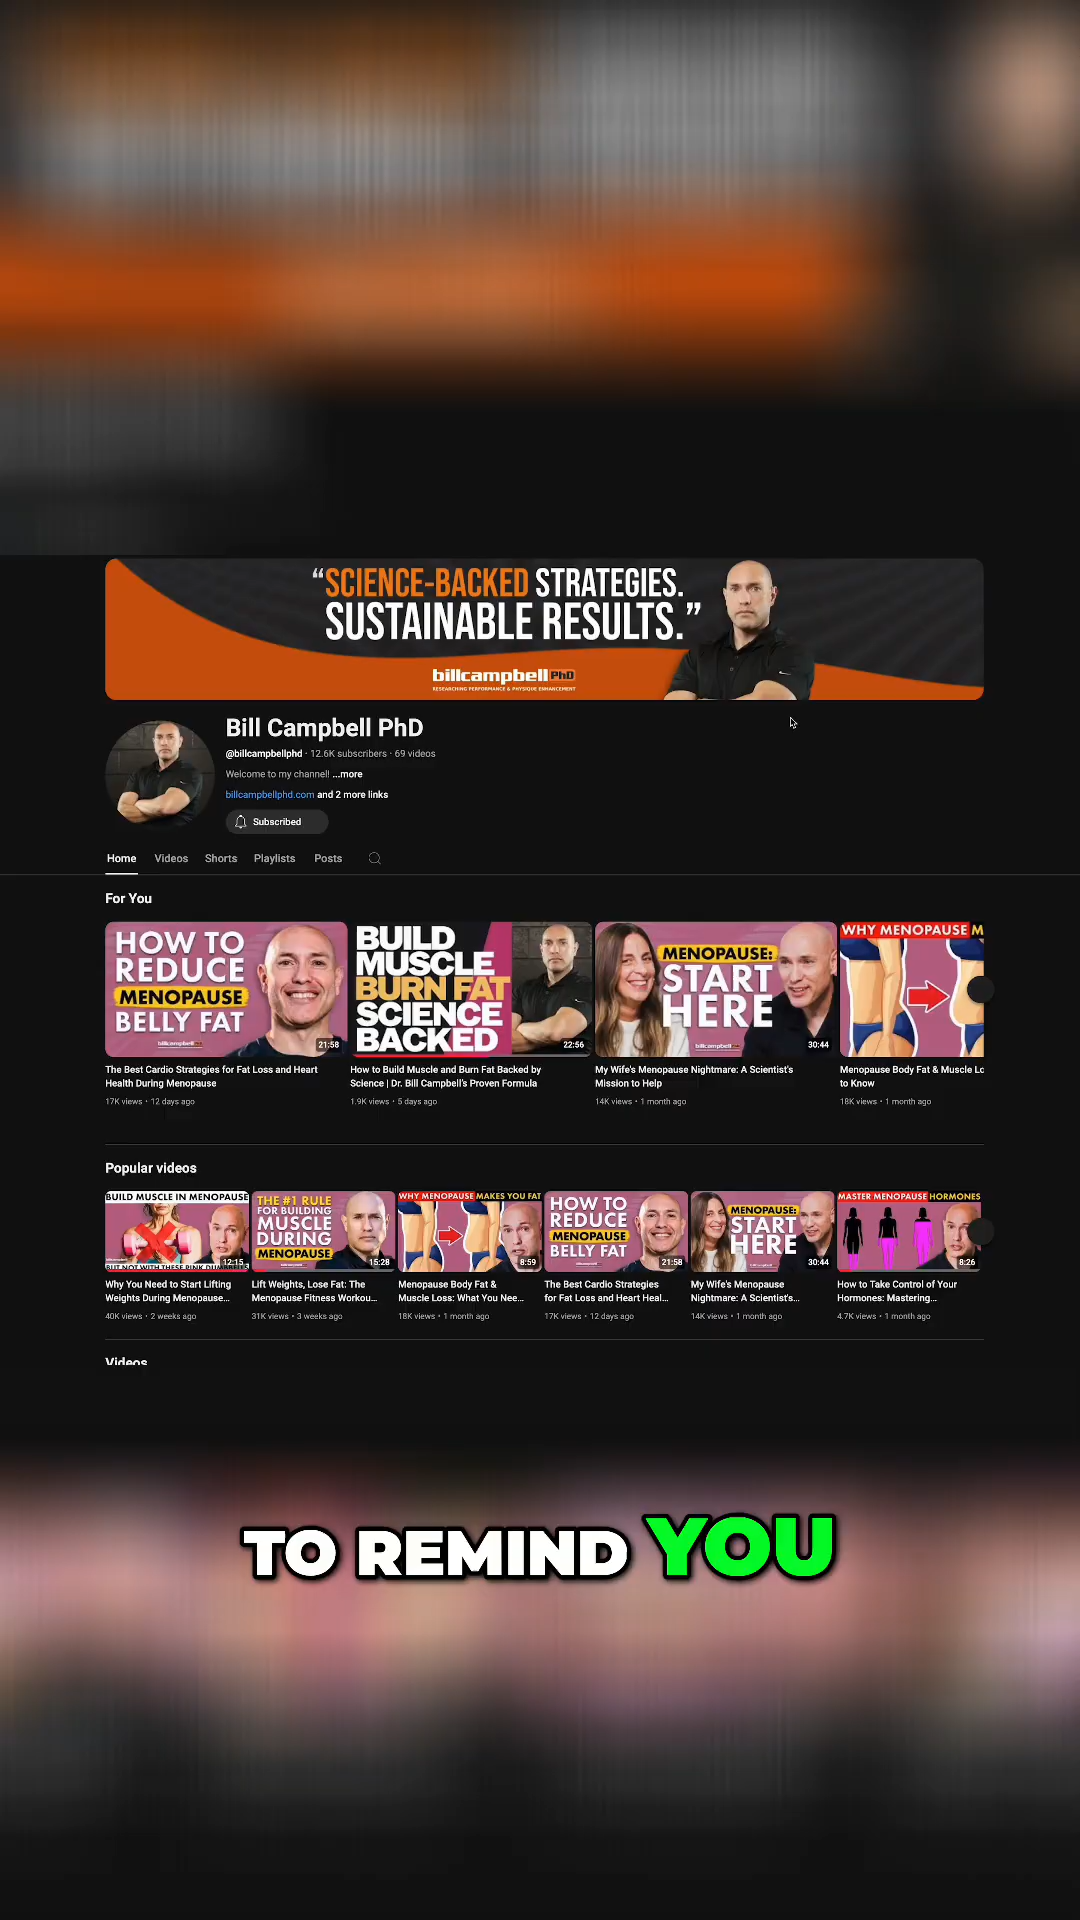 “SCIENCE-BACKED STRATEGIES.
SUSTAINABLE RESULTS.”
billcampbell PhD
RESEARCHING PERFORMANCE & PHYSIQUE ENHANCEMENT
Bill Campbell PhD
@billcampbellphd · 12.6K subscribers · 69 videos
Welcome to my channel! ...more
billcampbellphd.com and 2 more links
Subscribed
Home Videos Shorts Playlists Posts
For You
HOW TO
REDUCE
MENOPAUSE
BELLY FAT
21:58
BUILD
MUSCLE
BURN FAT
SCIENCE
BACKED
22:56
MENOPAUSE:
START
HERE
billcampbell
30:44
WHY MENOPAUSE M
The Best Cardio Strategies for Fat Loss and Heart
Health During Menopause
17K views • 12 days ago
How to Build Muscle and Burn Fat Backed by
Science | Dr. Bill Campbell's Proven Formula
1.9K views • 5 days ago
My Wife's Menopause Nightmare: A Scientist's
Mission to Help
14K views • 1 month ago
Menopause Body Fat & Muscle Lo
to Know
18K views • 1 month ago
Popular videos
BUILD MUSCLE IN MENOPAUSE
BUT NOT WITH THESE PINK DUMBBELLS
12:15
THE #1 RULE
FOR BUILDING
MUSCLE
DURING
MENOPAUSE
15:28
WHY MENOPAUSE MAKES YOU FAT
8:59
HOW TO
REDUCE
MENOPAUSE
BELLY FAT
21:58
MENOPAUSE:
START
HERE
30:44
MASTER MENOPAUSE HORMONES
8:26
Why You Need to Start Lifting
Weights During Menopause...
40K views • 2 weeks ago
Lift Weights, Lose Fat: The
Menopause Fitness Workou...
31K views • 3 weeks ago
Menopause Body Fat &
Muscle Loss: What You Nee...
18K views • 1 month ago
The Best Cardio Strategies
for Fat Loss and Heart Heal...
17K views • 12 days ago
My Wife's Menopause
Nightmare: A Scientist's...
14K views • 1 month ago
How to Take Control of Your
Hormones: Mastering...
4.7K views • 1 month ago
Videos
TO REMIND YOU